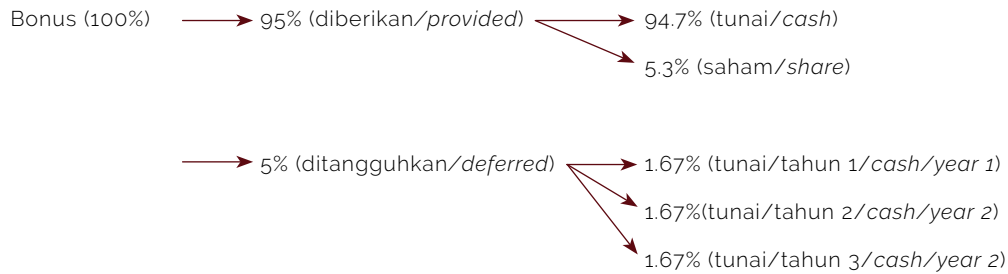 Bonus (100%) 95% (diberikan/provided) 94.7% (tunai/cash)
5.3% (saham/share)
5% (ditangguhkan/deferred) 1.67% (tunai/tahun 1/cash/year 1)
1.67%(tunai/tahun 2/cash/year 2)
1.67% (tunai/tahun 3/cash/year 2)